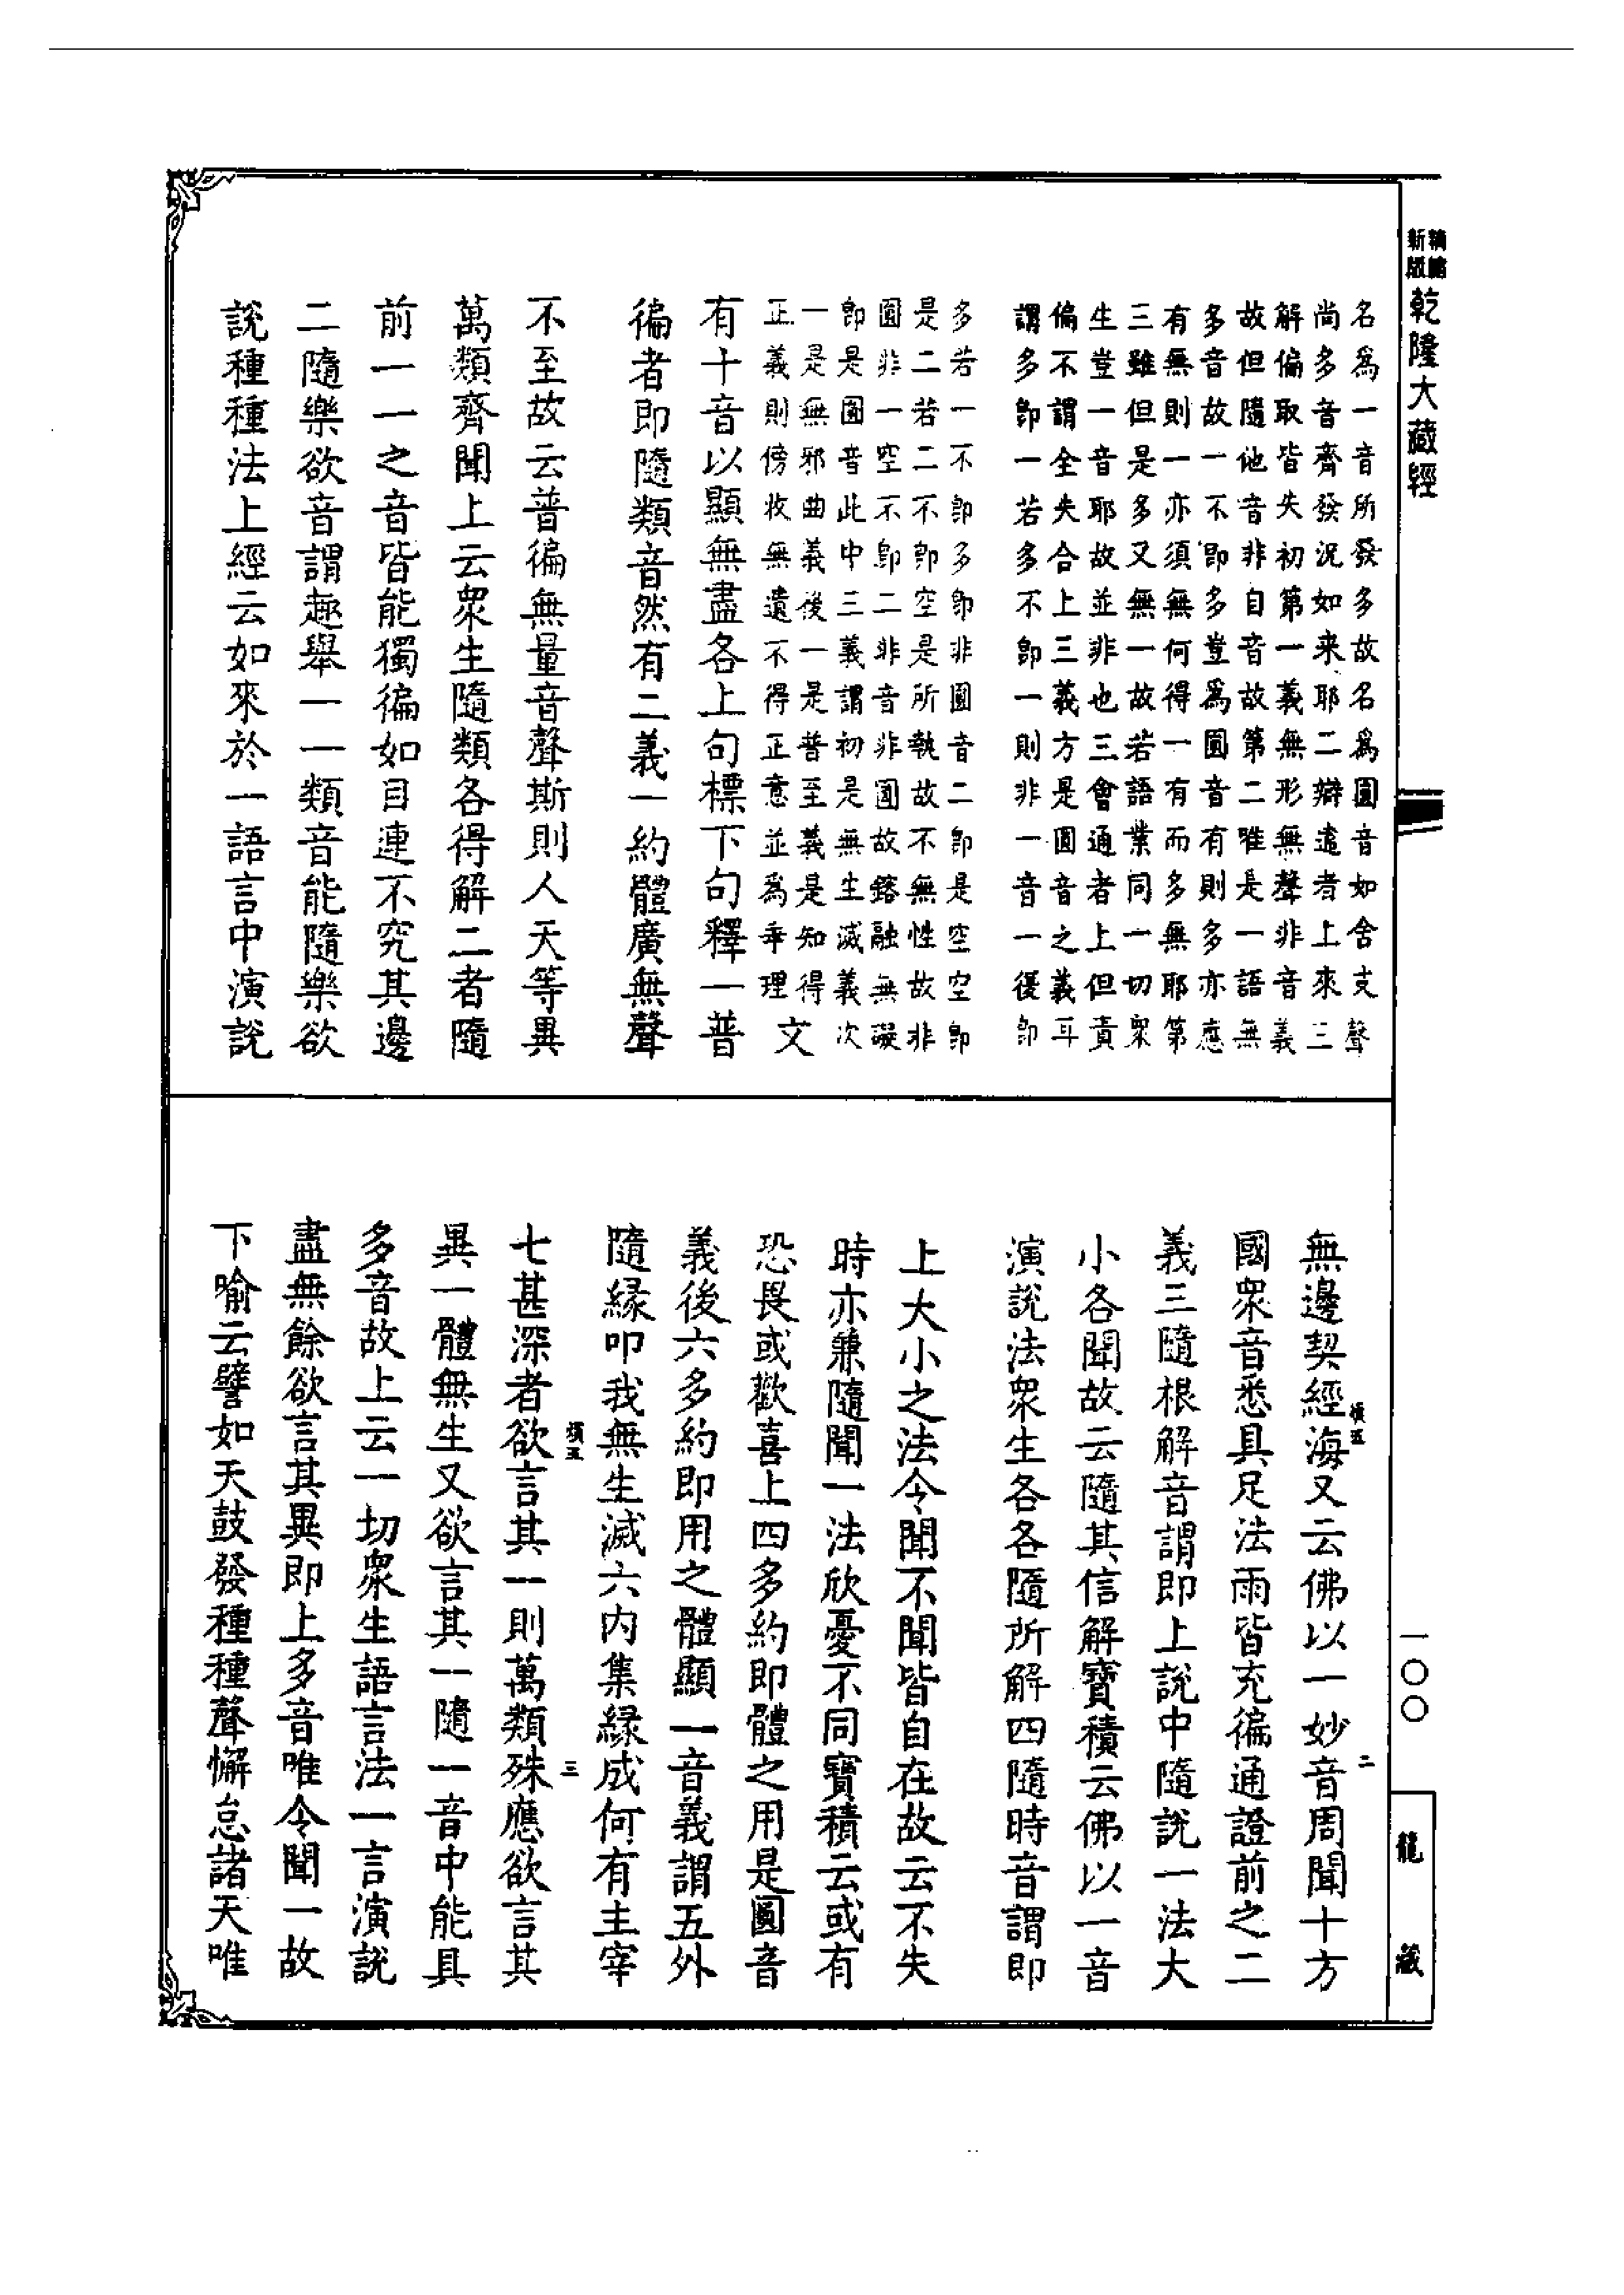 新版
精縮
乾隆大藏經
名爲一音所發多故名爲圓音如舍支聲
尚多音齊發況如来耶二辯違者上來三
解偏取皆失初第一義無形無聲非音義
故但隨他音非自音故第二唯是一語無
多音故一不即多豈爲圓音有則多亦應
有無則一亦須無何得一有而多無耶第
三雖但是多又無一故若語業同一切衆
生豈一音耶故並非也三會通者上但責
偏不謂全失合上三義方是圓音之義耳
謂多即一若多不即一則非一音一復即
多若一不即多即非圓音二即是空空即
是二若二不即空是所執故不無性故非
圓非一空不即二非音非圓故鎔融無礙
即是圓音此中三義謂初是無生滅義次
一是無邪曲義後一是普至義是知得
正義則傍收無遺不得正意並爲乖理文
有十音以顯無盡各上句標下句釋一普
徧者即隨類音然有二義一約體廣無聲
不至故云普徧無量音聲斯則人天等異
萬類齊聞上云衆生隨類各得解二者隨
前一一之音皆能獨徧如目連不究其邊
二隨樂欲音謂趣舉一一類音能隨樂欲
說種種法上經云如來於一語言中演說
無邊契經海又云佛以一妙音周聞十方
國衆音悉具足法雨皆充徧通證前之二
義三隨根解音謂即上說中隨說一法大
小各聞故云隨其信解寶積云佛以一音
演說法衆生各各隨所解四隨時音謂即
上大小之法令聞不聞皆自在故云不失
時亦兼隨聞一法欣憂不同寶積云或有
恐畏或歡喜上四多約即體之用是圓音
義後六多約即用之體顯一音義謂五外
隨緣叩我無生滅六内集緣成何有主宰
七甚深者欲言其一則萬類殊應欲言其
異一體無生又欲言其一隨一音中能具
多音故上云一切衆生語言法一言演說
盡無餘欲言其異即上多音唯令聞一故
下喻云譬如天鼓發種種聲懈怠諸天唯
橫五
二
橫五
三
一〇〇
龍藏